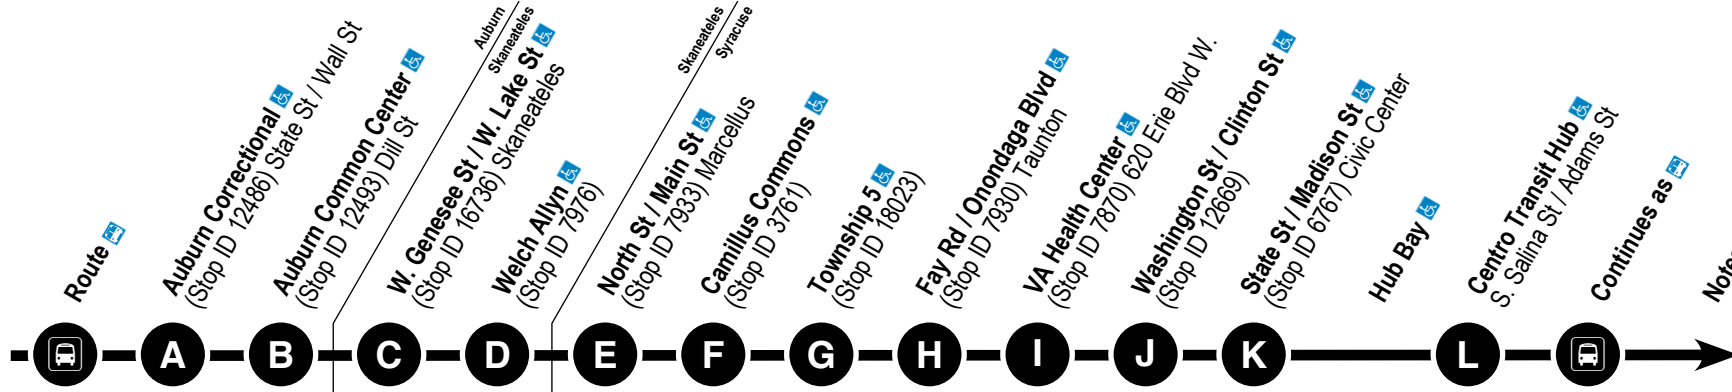 Route
Auburn Correctional
(Stop ID 12486) State St / Wall St
Auburn Common Center
(Stop ID 12493) Dill St
Auburn
Skaneateles
W. Genesee St / W. Lake St
(Stop ID 16736) Skaneateles
Welch Allyn
(Stop ID 7976)
Skaneateles
Syracuse
North St / Main St
(Stop ID 7933) Marcellus
Camillus Commons
(Stop ID 3761)
Township 5
(Stop ID 18023)
Fay Rd / Onondaga Blvd
(Stop ID 7930) Taunton
VA Health Center
(Stop ID 7870) 620 Erie Blvd W.
Washington St / Clinton St
(Stop ID 12669)
State St / Madison St
(Stop ID 6767) Civic Center
Hub Bay
Centro Transit Hub
S. Salina St / Adams St
Continues as
A B C D E F G H I J K L